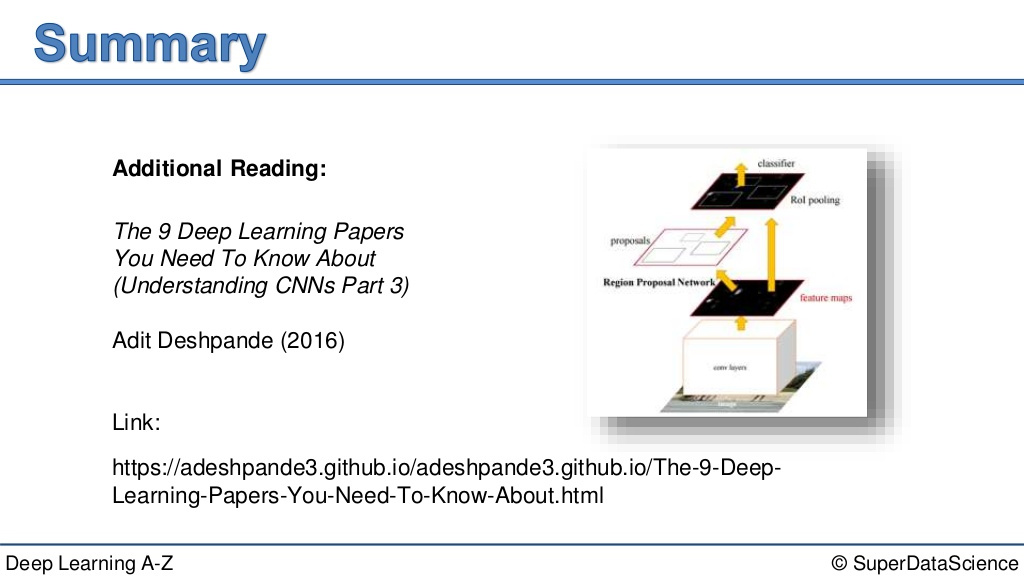 Summary
Additional Reading:
The 9 Deep Learning Papers
You Need To Know About
(Understanding CNNs Part 3)
Adit Deshpande (2016)
Link:
https://adeshpande3.github.io/adeshpande3.github.io/The-9-Deep-
Learning-Papers-You-Need-To-Know-About.html
classifier
RoI pooling
proposals
Region Proposal Network
feature maps
conv layers
image
Deep Learning A-Z
© SuperDataScience